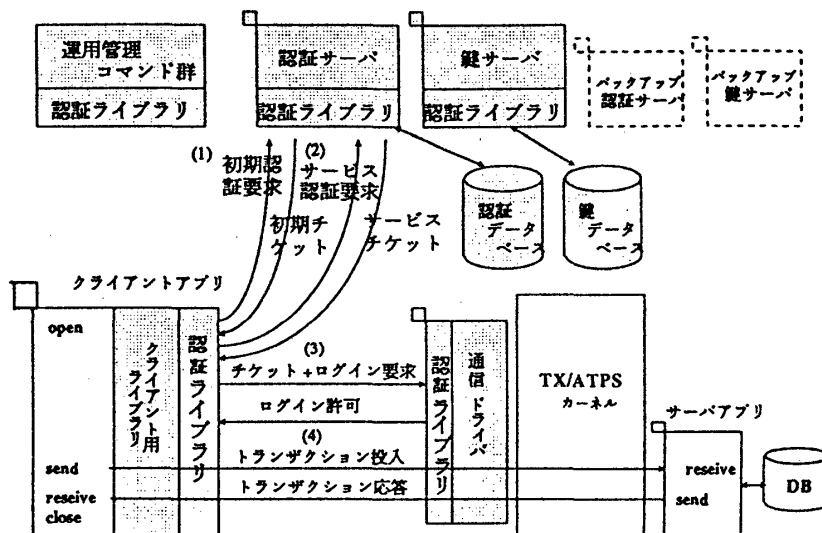 運用管理
コマンド群
認証ライブラリ
認証サーバ
認証ライブラリ
鍵サーバ
認証ライブラリ
バックアップ
認証サーバ
バックアップ
鍵サーバ
(1)
初期認
証要求
(2)
サービス
認証要求
初期チ
ケット
サービス
チケット
認証
データ
ベース
鍵
データ
ベース
クライアントアプリ
open
クライアント用
ライブラリ
認証ライブラリ
(3)
チケット+ログイン要求
ログイン許可
(4)
トランザクション投入
トランザクション応答
send
reseive
close
認証ライブラリ
通信ドライバ
TX/ATPS
カーネル
サーバアプリ
reseive
send
DB